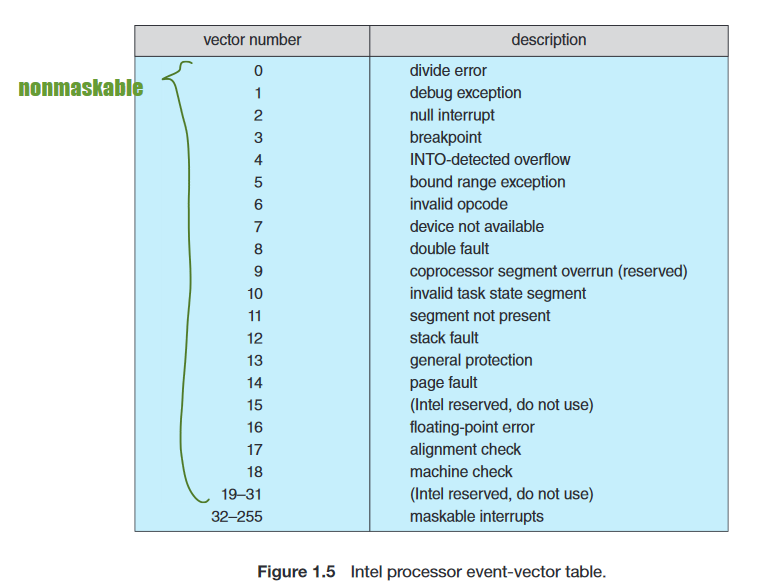 vector number description
nonmaskable
0 divide error
1 debug exception
2 null interrupt
3 breakpoint
4 INTO-detected overflow
5 bound range exception
6 invalid opcode
7 device not available
8 double fault
9 coprocessor segment overrun (reserved)
10 invalid task state segment
11 segment not present
12 stack fault
13 general protection
14 page fault
15 (Intel reserved, do not use)
16 floating-point error
17 alignment check
18 machine check
19–31 (Intel reserved, do not use)
32–255 maskable interrupts
Figure 1.5 Intel processor event-vector table.